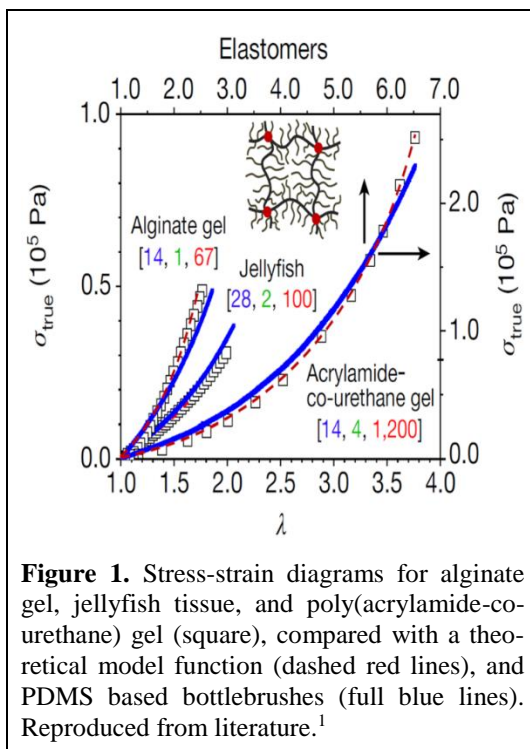 Elastomers
1.0 2.0 3.0 4.0 5.0 6.0 7.0
1.0
0.5
0.0
σtrue (10⁵ Pa)
Alginate gel
[14, 1, 67]
Jellyfish
[28, 2, 100]
Acrylamide-
co-urethane gel
[14, 4, 1,200]
2.0
1.0
0.0
σtrue (10⁵ Pa)
1.0 1.5 2.0 2.5 3.0 3.5 4.0
λ
Figure 1. Stress-strain diagrams for alginate
gel, jellyfish tissue, and poly(acrylamide-co-
urethane) gel (square), compared with a theo-
retical model function (dashed red lines), and
PDMS based bottlebrushes (full blue lines).
Reproduced from literature.¹